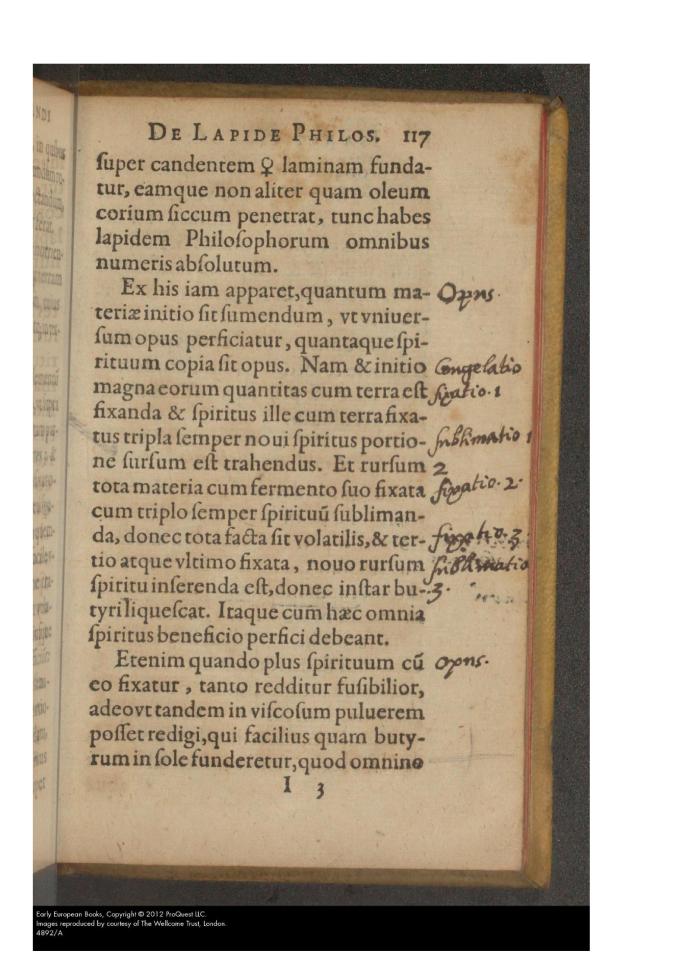 DE LAPIDE PHILOS. 117
ſuper candentem ♀ laminam funda-
tur, eamque non aliter quam oleum
corium ſiccum penetrat, tunc habes
lapidem Philoſophorum omnibus
numeris abſolutum.
Ex his iam apparet, quantum ma- Opus.
teriæ initio ſit ſumendum, vt vniuer-
ſum opus perficiatur, quantaque ſpi-
rituum copia ſit opus. Nam & initio Congelatio
magna eorum quantitas cum terra eſt fixatio. 1
fixanda & ſpiritus ille cum terra fixa-
tus tripla ſemper noui ſpiritus portio- ſublimatio 1
ne ſurſum eſt trahendus. Et rurſum 2
tota materia cum fermento ſuo fixata fixatio. 2.
cum triplo ſemper ſpirituū ſubliman-
da, donec tota facta ſit volatilis, & ter- fixatio. 3
tio atque vltimo fixata, nouo rurſum ſublimatio
ſpiritu inſerenda eſt, donec inſtar bu- .3.
tyri liqueſcat. Itaque cum hæc omnia
ſpiritus beneficio perfici debeant.
Etenim quando plus ſpirituum cū opus.
eo fixatur, tanto redditur fuſibilior,
adeo vt tandem in viſcoſum puluerem
poſſet redigi, qui facilius quam buty-
rum in ſole funderetur, quod omnino
I 3
Early European Books, Copyright © 2012 ProQuest LLC.
Images reproduced by courtesy of The Wellcome Trust, London.
4892/A